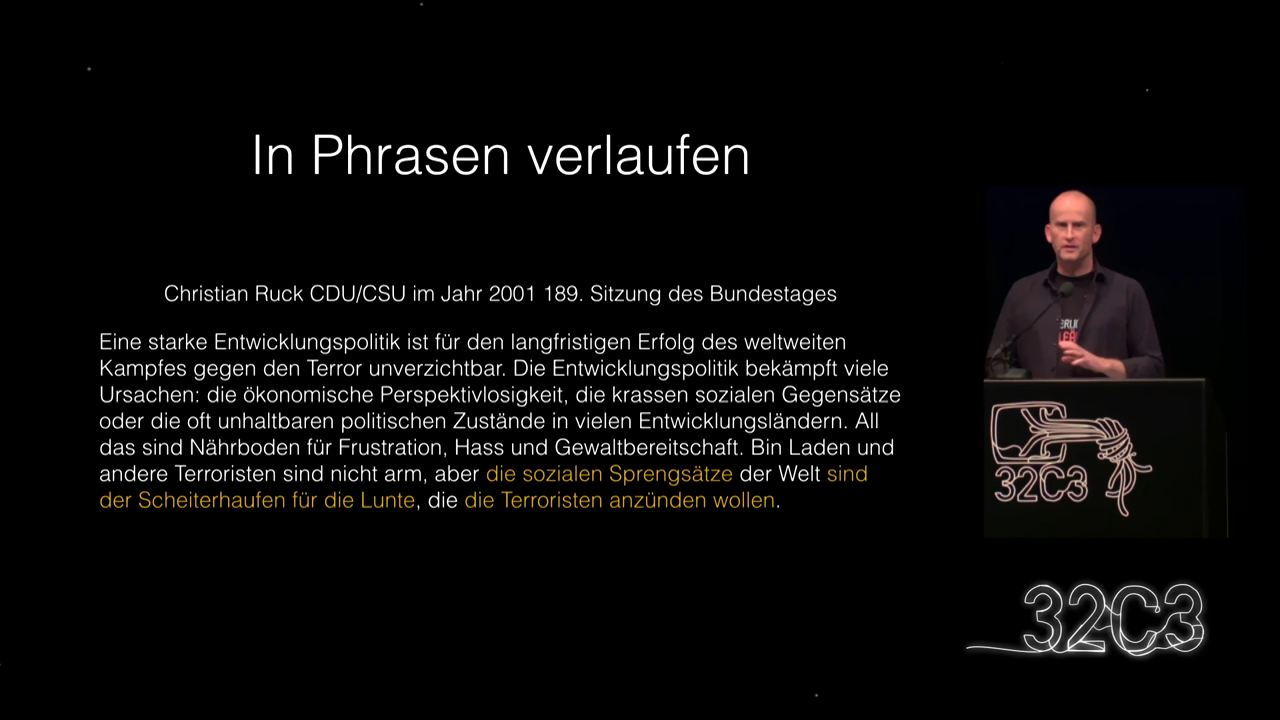 In Phrasen verlaufen
Christian Ruck CDU/CSU im Jahr 2001 189. Sitzung des Bundestages
Eine starke Entwicklungspolitik ist für den langfristigen Erfolg des weltweiten
Kampfes gegen den Terror unverzichtbar. Die Entwicklungspolitik bekämpft viele
Ursachen: die ökonomische Perspektivlosigkeit, die krassen sozialen Gegensätze
oder die oft unhaltbaren politischen Zustände in vielen Entwicklungsländern. All
das sind Nährboden für Frustration, Hass und Gewaltbereitschaft. Bin Laden und
andere Terroristen sind nicht arm, aber die sozialen Sprengsätze der Welt sind
der Scheiterhaufen für die Lunte, die die Terroristen anzünden wollen.
32C3
32C3